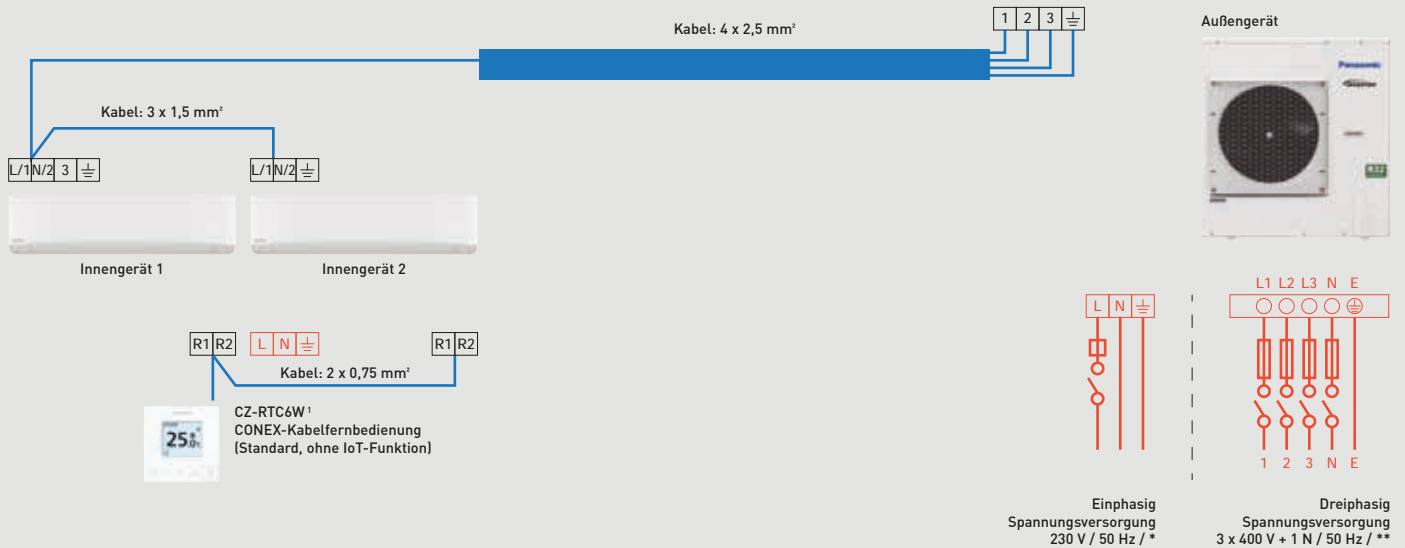 Kabel: 4 x 2,5 mm²
1 2 3
Außengerät
Panasonic
Kabel: 3 x 1,5 mm²
L/1 N/2 3
L/1 N/2
R32
Innengerät 1
Innengerät 2
L1 L2 L3 N E
L N
R1 R2
L N
R1 R2
Kabel: 2 x 0,75 mm²
CZ-RTC6W¹
CONEX-Kabelfernbedienung
(Standard, ohne IoT-Funktion)
25
1 2 3 N E
Einphasig
Spannungsversorgung
230 V / 50 Hz / *
Dreiphasig
Spannungsversorgung
3 x 400 V + 1 N / 50 Hz / **